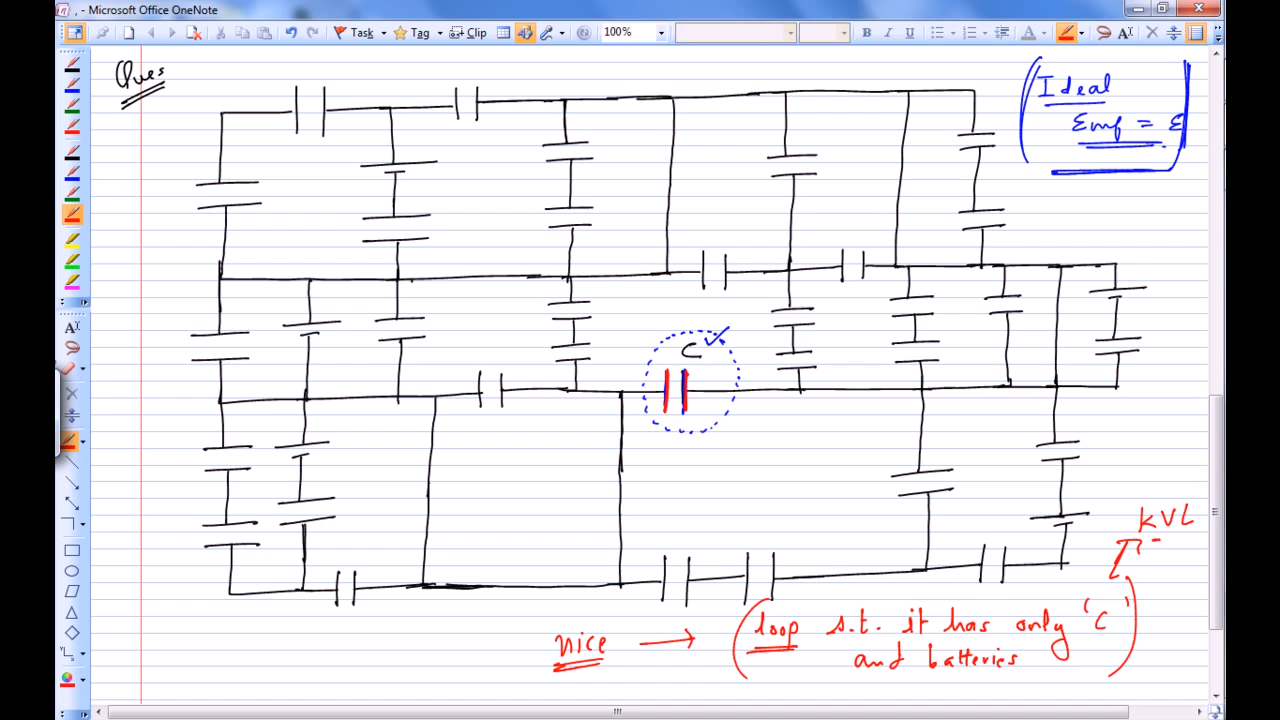 , - Microsoft Office OneNote
Task
Tag
Clip
100%
B I U
A
Ques
Ideal
Emf = ε
C
KVL
nice → (loop s.t. it has only 'C'
and batteries)